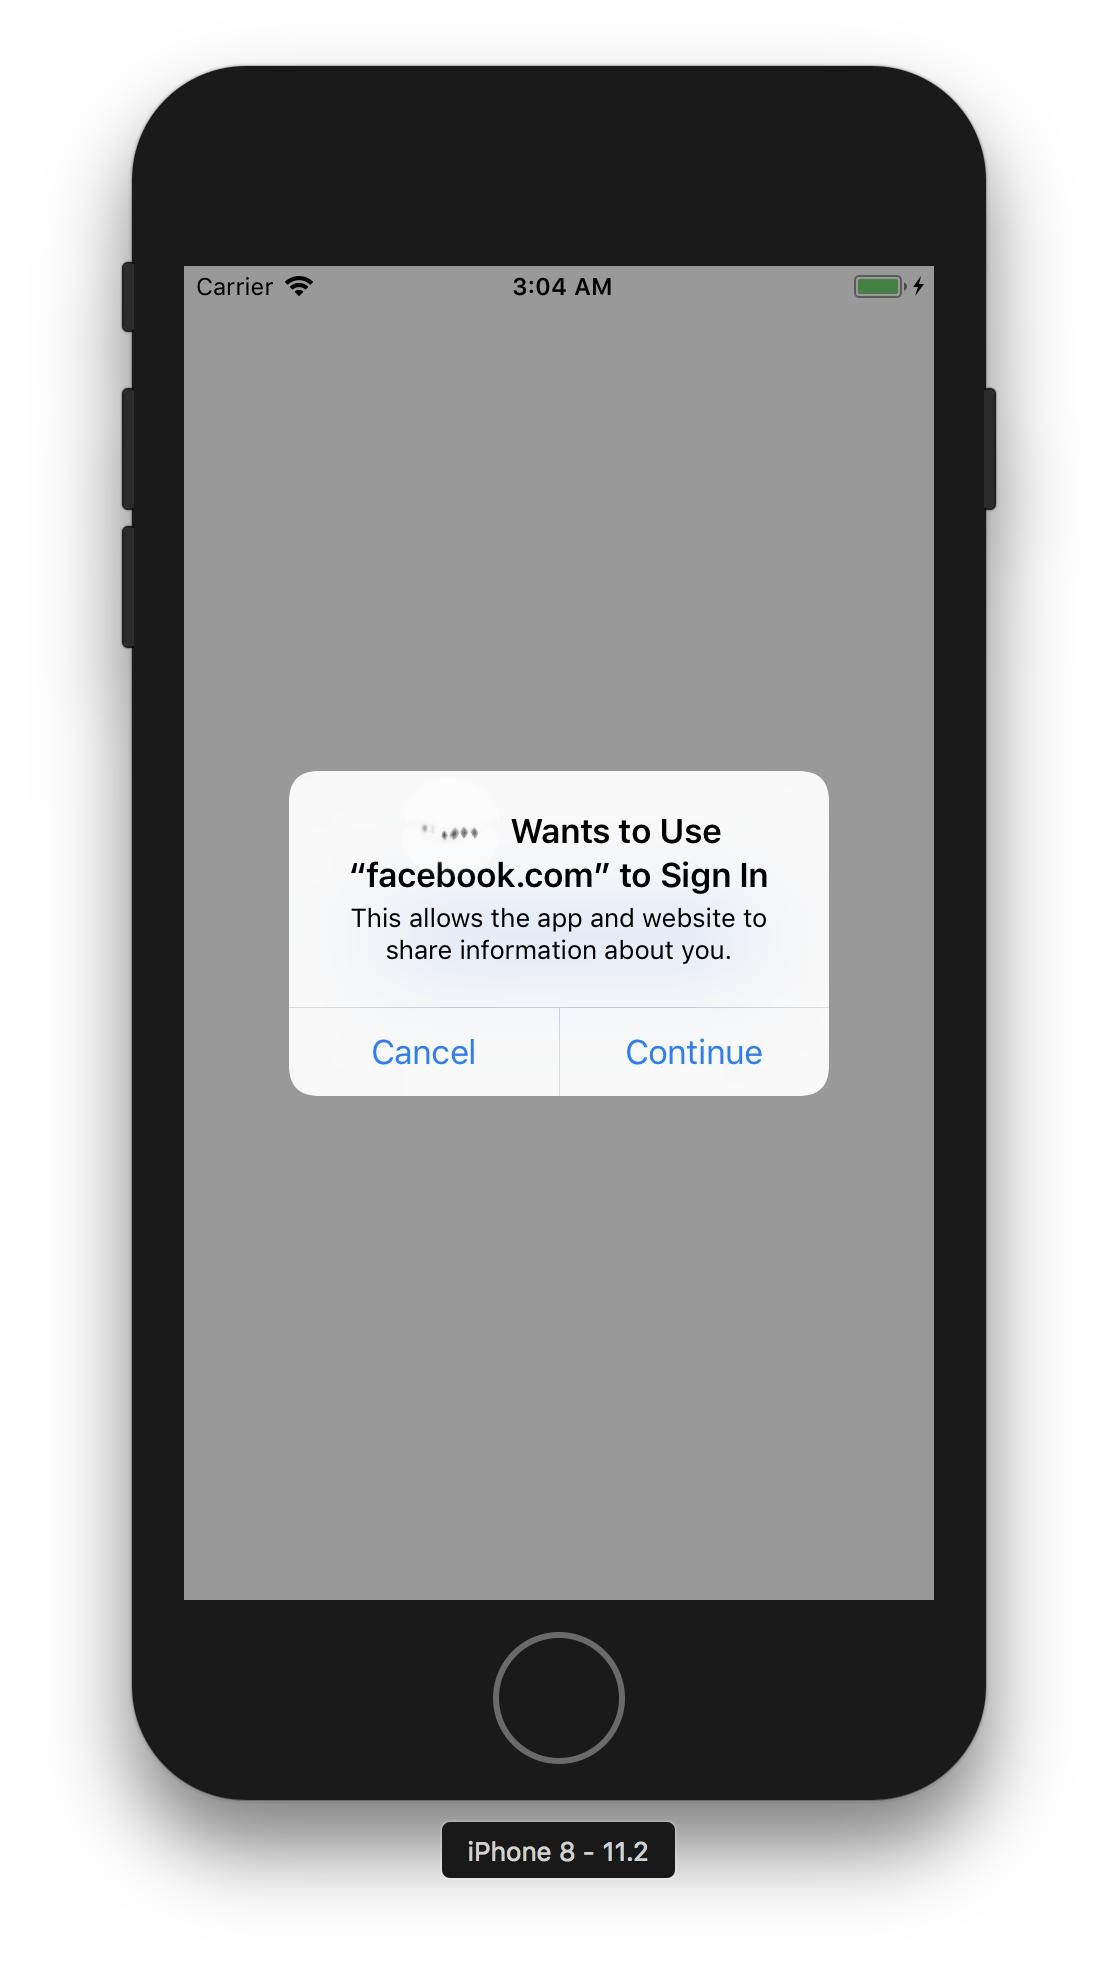 Carrier
3:04 AM
Wants to Use
“facebook.com” to Sign In
This allows the app and website to
share information about you.
Cancel
Continue
iPhone 8 - 11.2